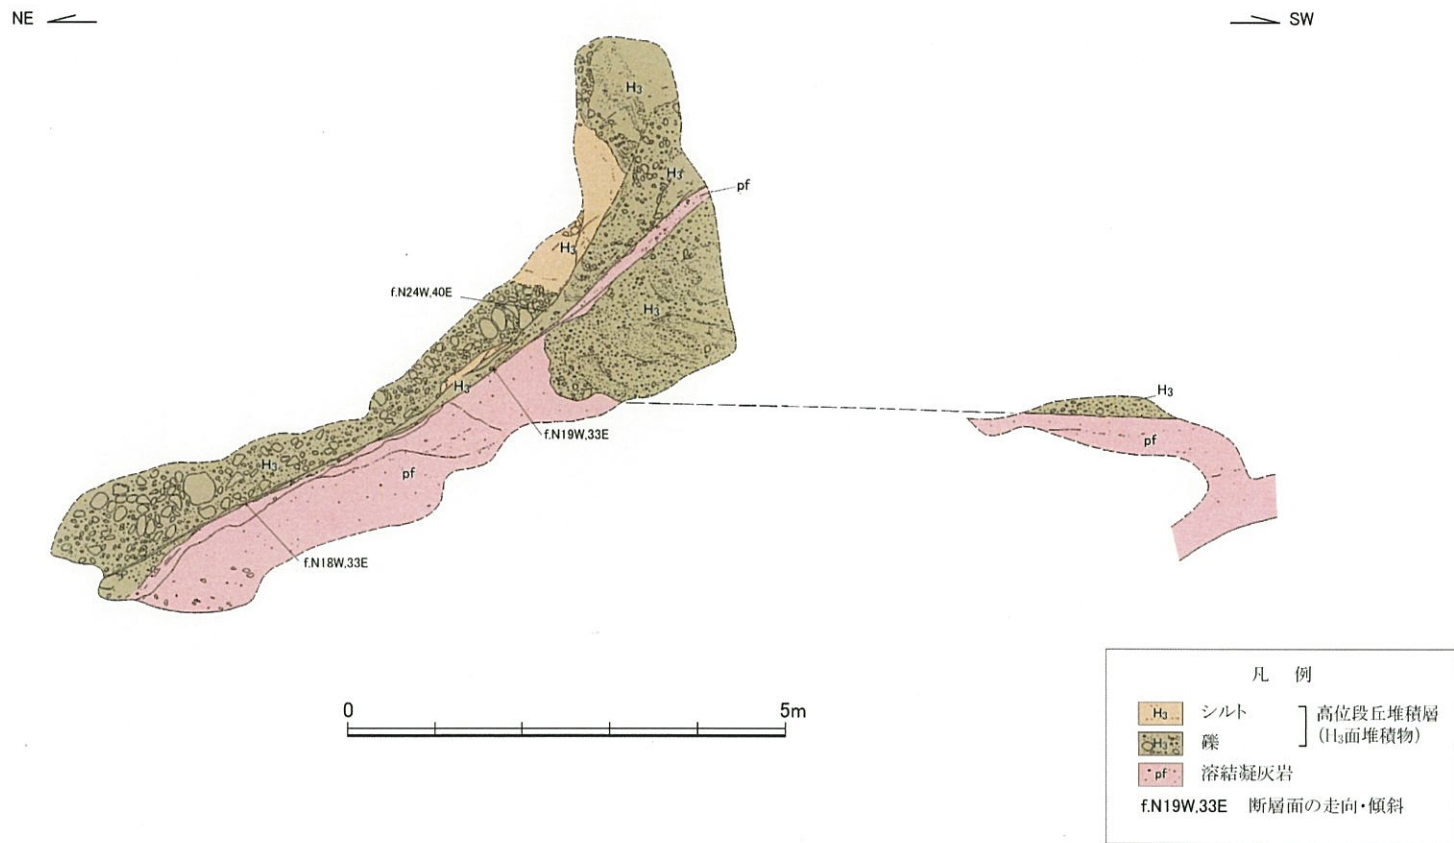 NE
SW
H₃
H₃
pf
H₃
f.N24W,40E
H₃
H₃
H₃
f.N19W,33E
pf
H₃
pf
H₃
f.N18W,33E
0
5m
凡 例
H₃ シルト
高位段丘堆積層
H₃ 礫
(H₃面堆積物)
pf 溶結凝灰岩
f.N19W,33E 断層面の走向・傾斜